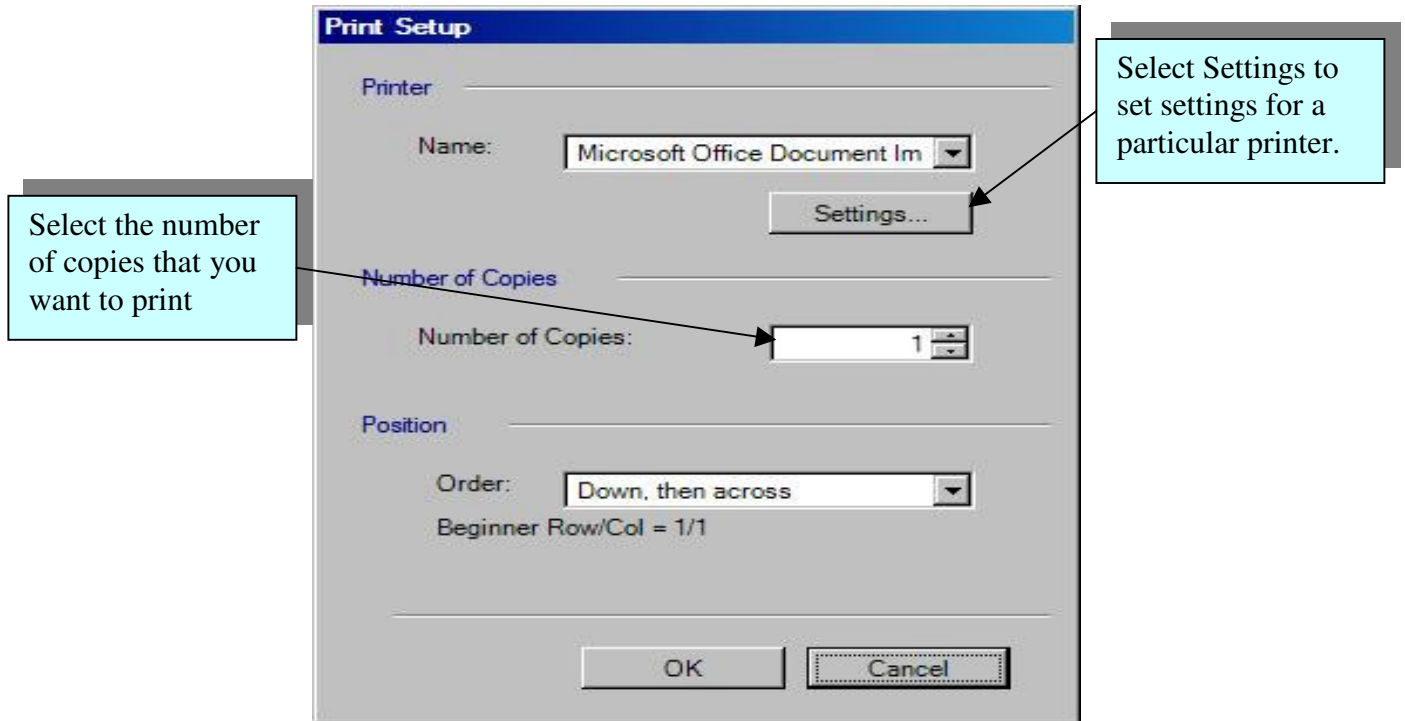 Print Setup
Select Settings to
set settings for a
particular printer.
Printer
Name:
Microsoft Office Document Im
Settings...
Select the number
of copies that you
want to print
Number of Copies
Number of Copies:
1
Position
Order:
Down, then across
Beginner Row/Col = 1/1
OK
Cancel